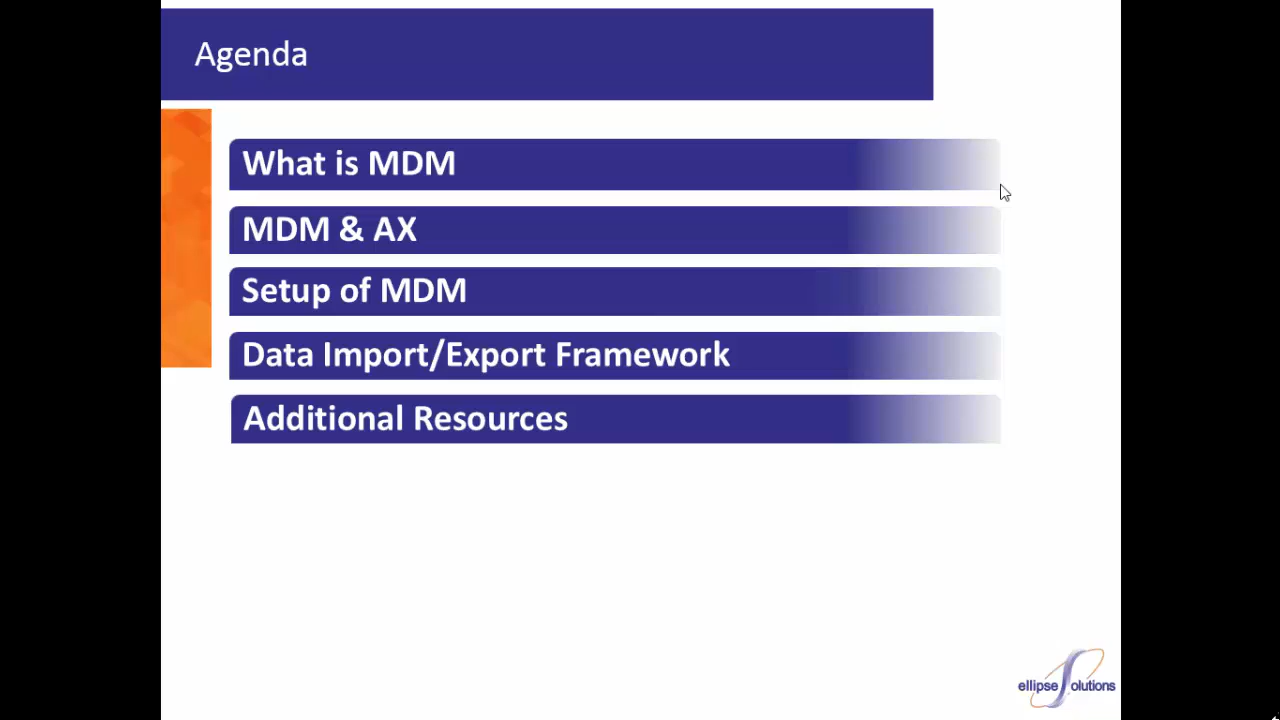 Agenda
What is MDM
MDM & AX
Setup of MDM
Data Import/Export Framework
Additional Resources
ellipse Solutions